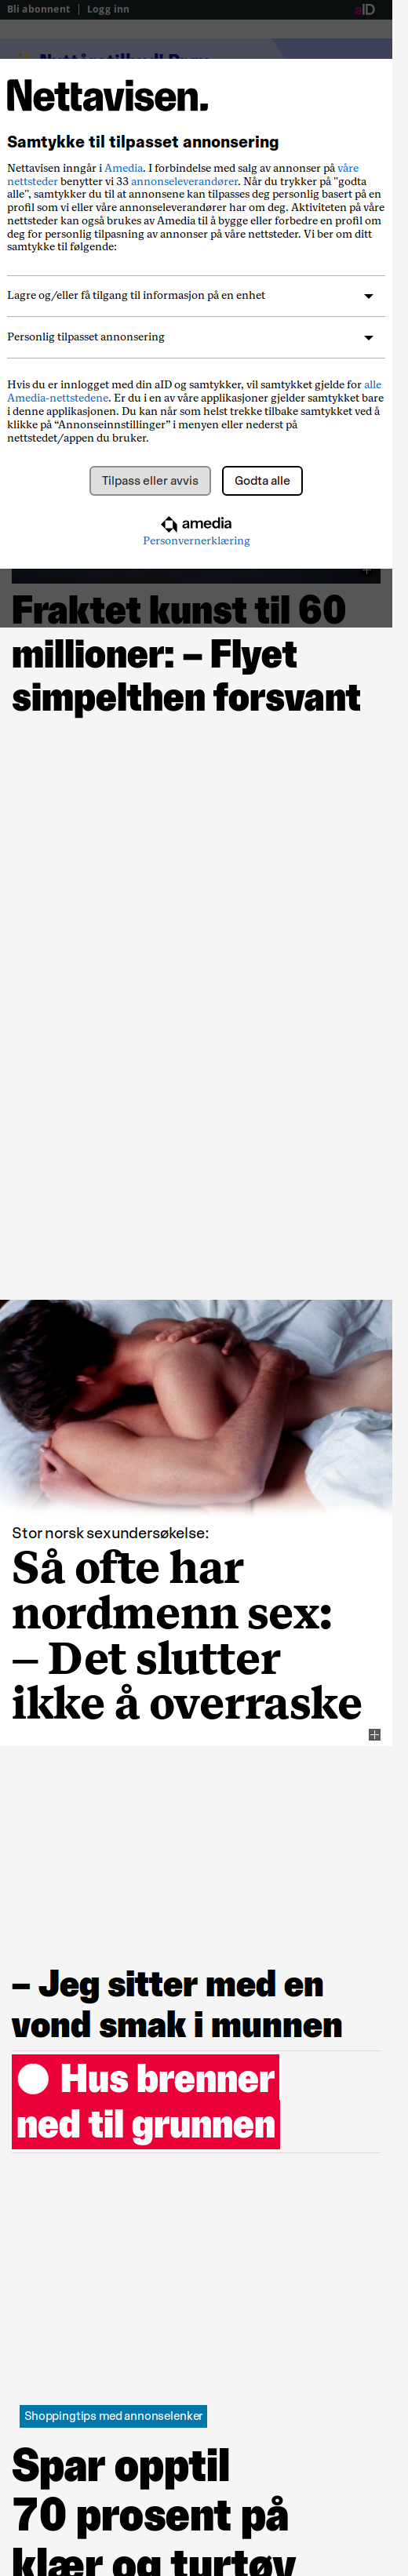 Bli abonnent | Logg inn
aID
Nettavisen.
Samtykke til tilpasset annonsering
Nettavisen inngår i Amedia. I forbindelse med salg av annonser på våre
nettsteder benytter vi 33 annonseleverandører. Når du trykker på "godta
alle", samtykker du til at annonsene kan tilpasses deg personlig basert på en
profil som vi eller våre annonseleverandører har om deg. Aktiviteten på våre
nettsteder kan også brukes av Amedia til å bygge eller forbedre en profil om
deg for personlig tilpasning av annonser på våre nettsteder. Vi ber om ditt
samtykke til følgende:
Lagre og/eller få tilgang til informasjon på en enhet
Personlig tilpasset annonsering
Hvis du er innlogget med din aID og samtykker, vil samtykket gjelde for alle
Amedia-nettstedene. Er du i en av våre applikasjoner gjelder samtykket bare
i denne applikasjonen. Du kan når som helst trekke tilbake samtykket ved å
klikke på “Annonseinnstillinger” i menyen eller nederst på
nettstedet/appen du bruker.
Tilpass eller avvis
Godta alle
amedia
Personvernerklæring
Fraktet kunst til 60
millioner: – Flyet
simpelthen forsvant
Stor norsk sexundersøkelse:
Så ofte har
nordmenn sex:
– Det slutter
ikke å overraske
– Jeg sitter med en
vond smak i munnen
Hus brenner
ned til grunnen
Shoppingtips med annonselenker
Spar opptil
70 prosent på
klær og turtøy